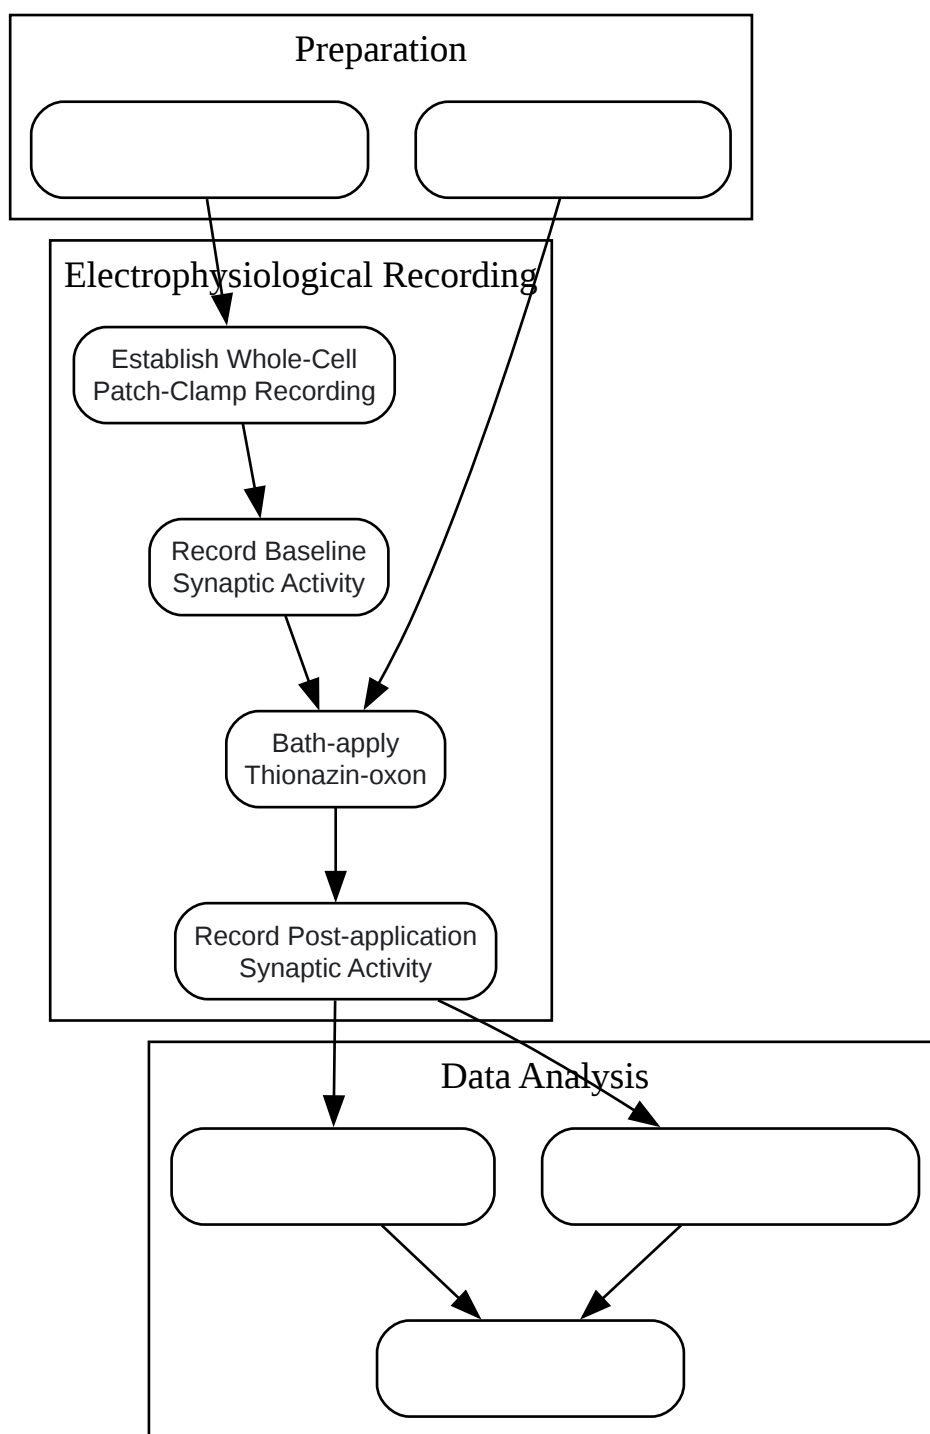 Preparation
Electrophysiological Recording
Establish Whole-Cell
Patch-Clamp Recording
Record Baseline
Synaptic Activity
Bath-apply
Thionazin-oxon
Record Post-application
Synaptic Activity
Data Analysis